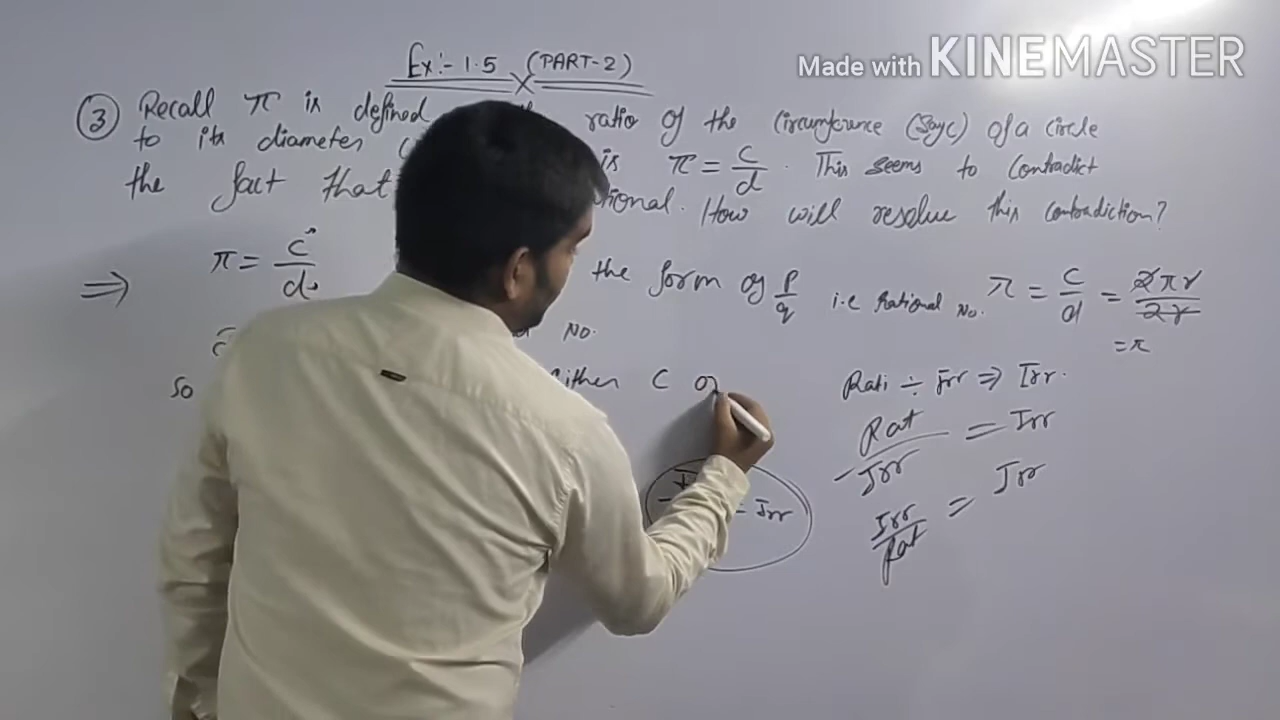 Made with KINEMASTER
Ex:- 1.5 (PART-2)
③ Recall π is defined ratio of the circumference (say c) of a circle
to its diameter is π = c/d. This seems to contradict
the fact that How will resolve this contradiction?
⇒ π = c/d the form of p/q i.e Rational No. π = c/d = 2πr/2r
No. = π
So either c or
Rati ÷ Irr ⇒ Irr.
Rat/Irr = Irr
= Irr
Irr/Rat = Irr